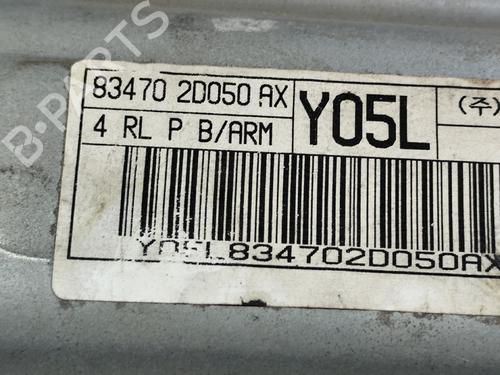 B-PARTS
83470 2D050 AX
4 RL P B/ARM
Y05L
(주)
Y05L834702D050AX